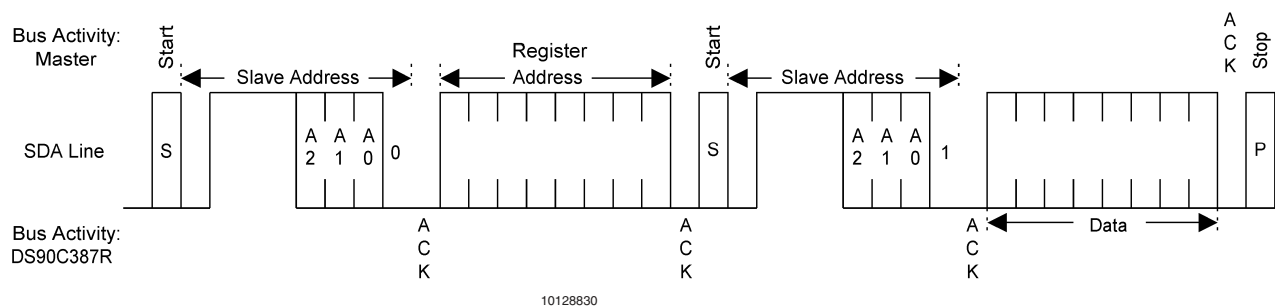 Bus Activity:
Master
Start
Slave Address
Register
Address
Start
Slave Address
A
C
K
Stop
SDA Line
S
A
2
A
1
A
0
0
S
A
2
A
1
A
0
1
P
Bus Activity:
DS90C387R
A
C
K
A
C
K
A
C
K
Data
10128830